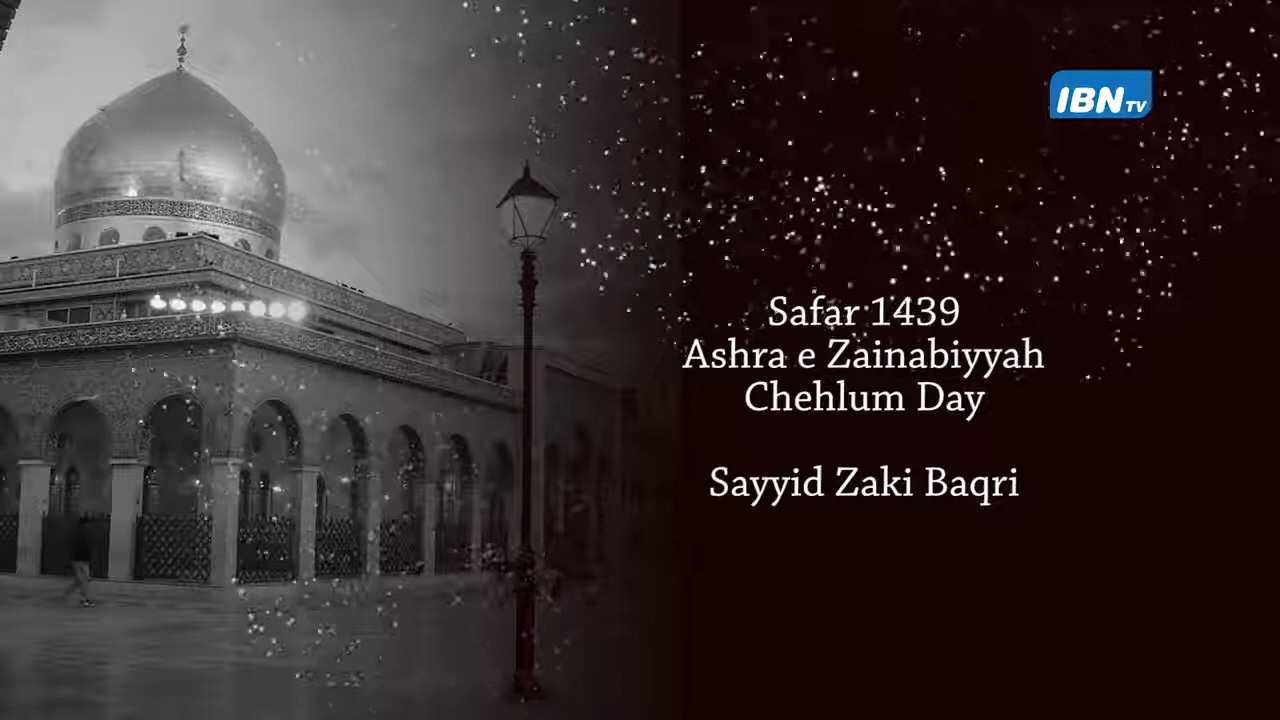 IBN TV
Safar 1439
Ashra e Zainabiyyah
Chehlum Day
Sayyid Zaki Baqri